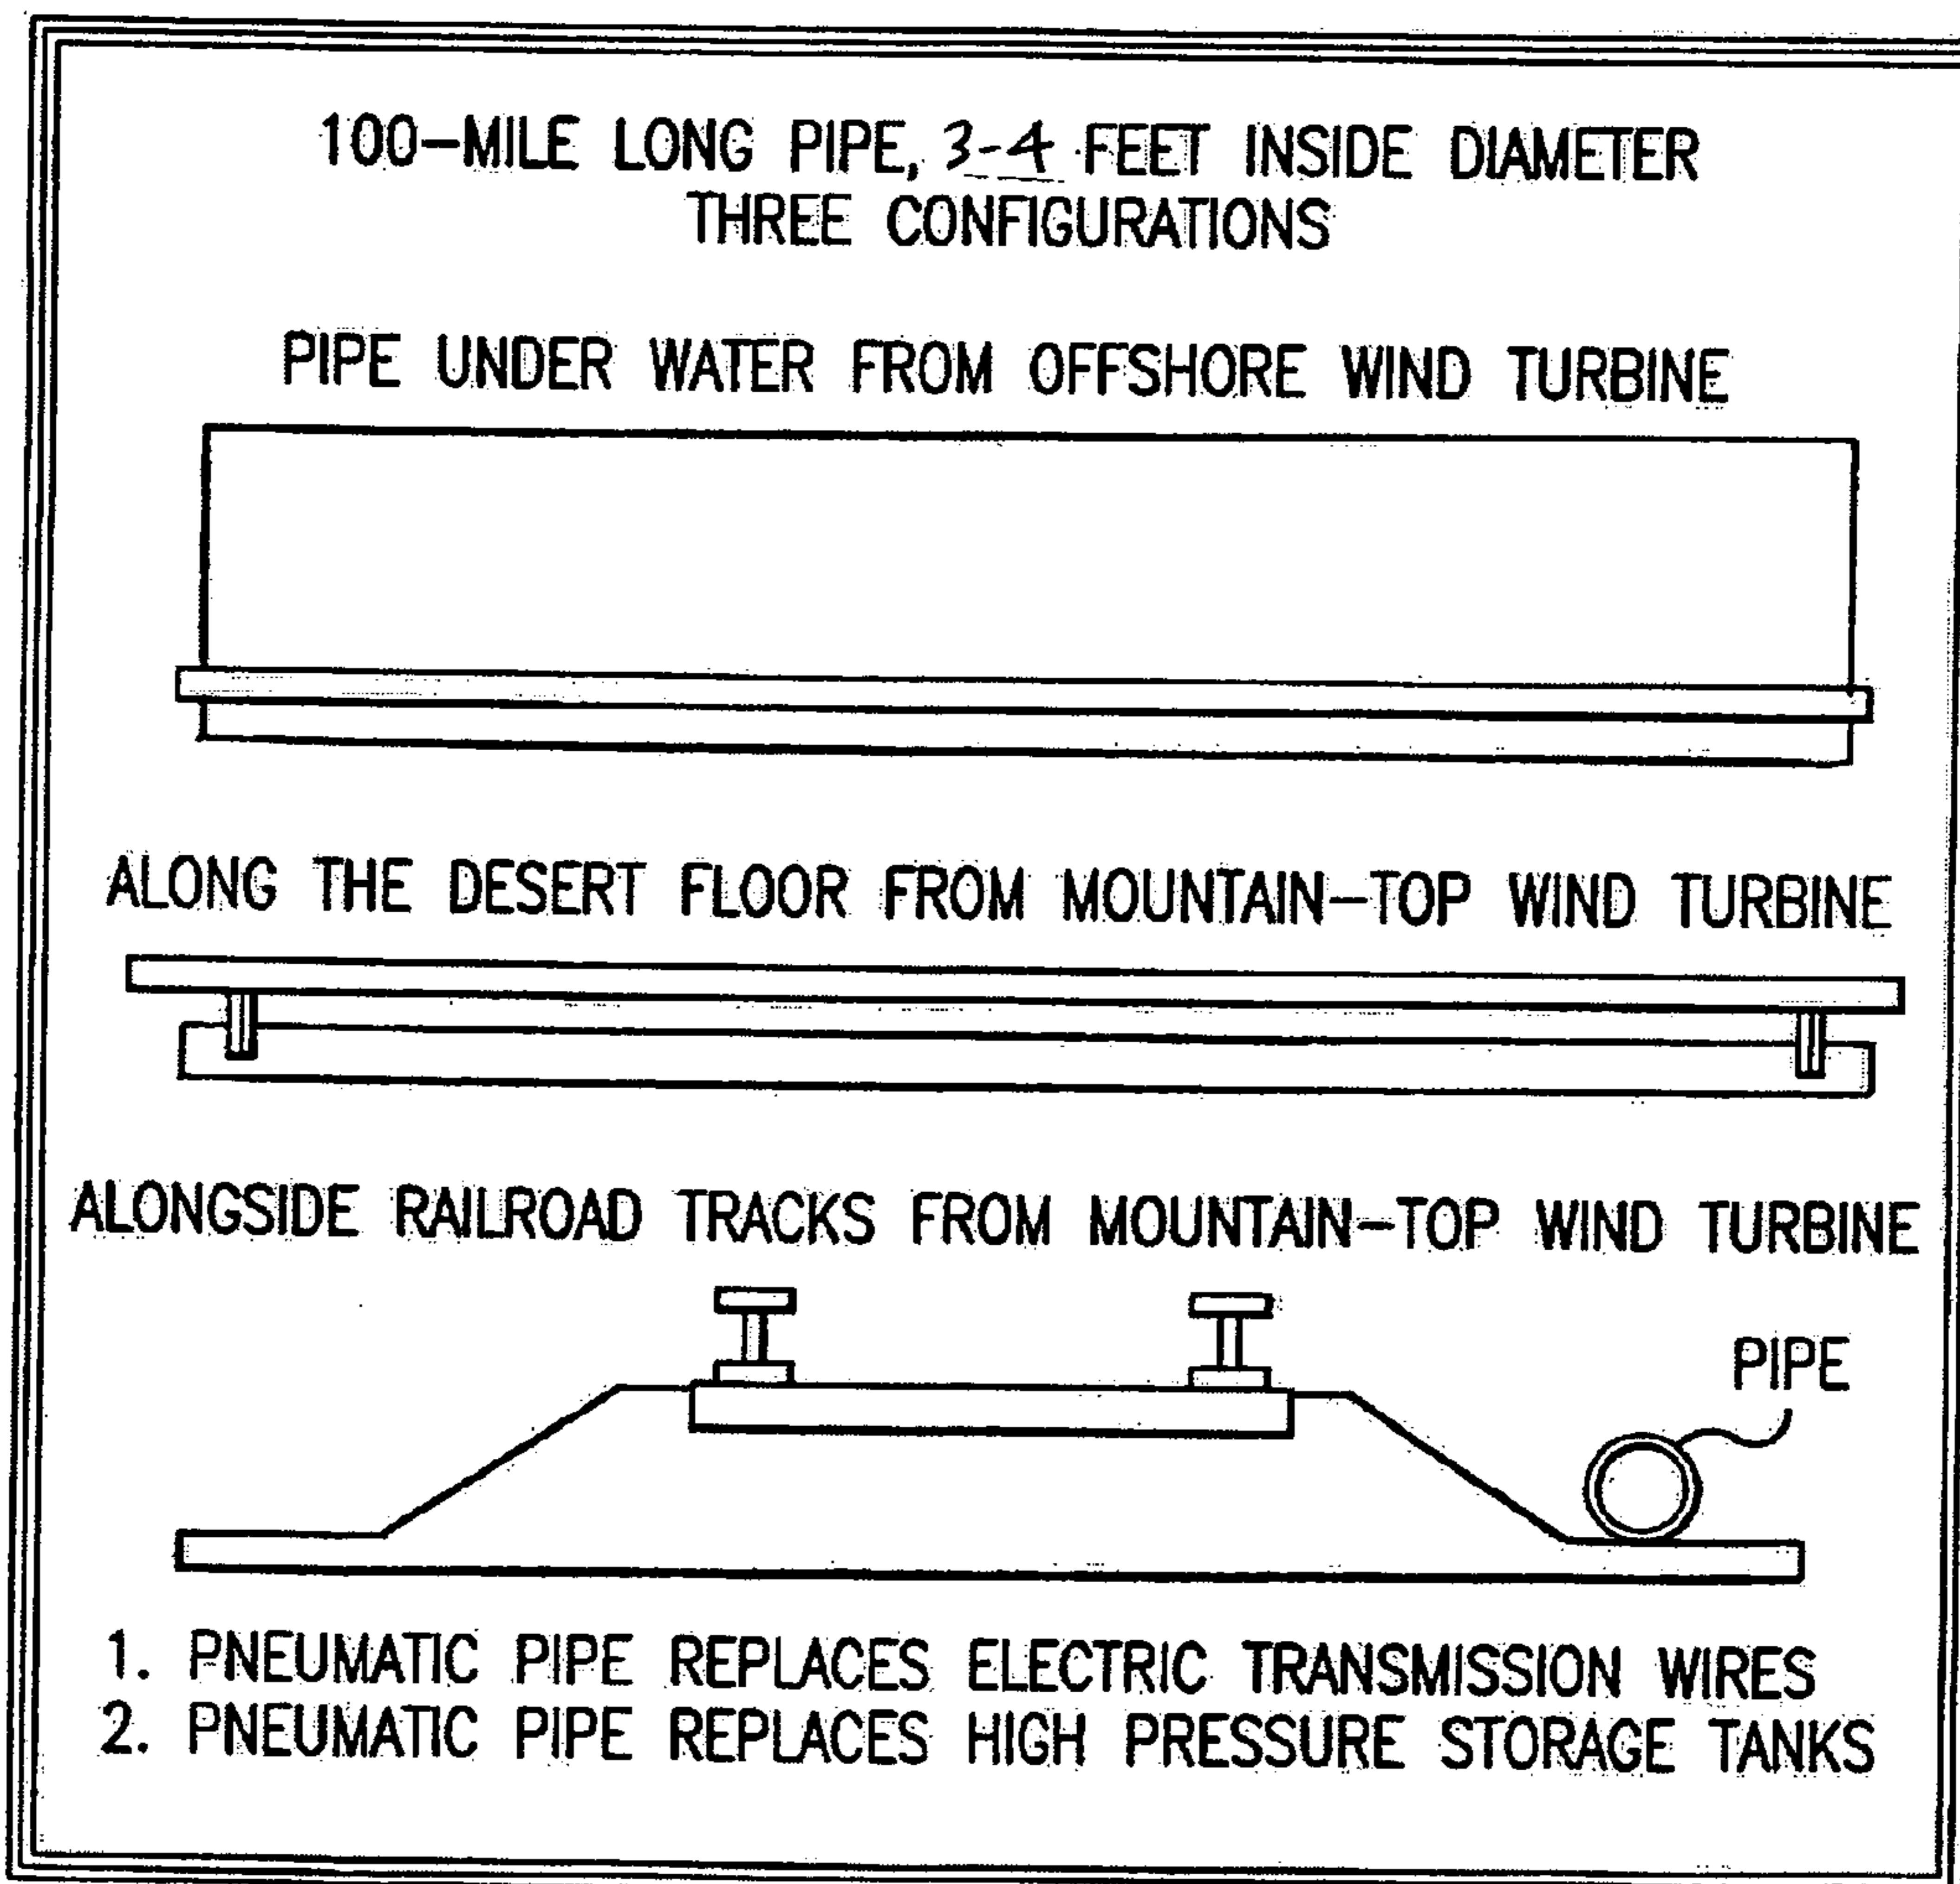 100-MILE LONG PIPE, 3-4 FEET INSIDE DIAMETER
THREE CONFIGURATIONS
PIPE UNDER WATER FROM OFFSHORE WIND TURBINE
ALONG THE DESERT FLOOR FROM MOUNTAIN-TOP WIND TURBINE
ALONGSIDE RAILROAD TRACKS FROM MOUNTAIN-TOP WIND TURBINE
PIPE
1. PNEUMATIC PIPE REPLACES ELECTRIC TRANSMISSION WIRES
2. PNEUMATIC PIPE REPLACES HIGH PRESSURE STORAGE TANKS